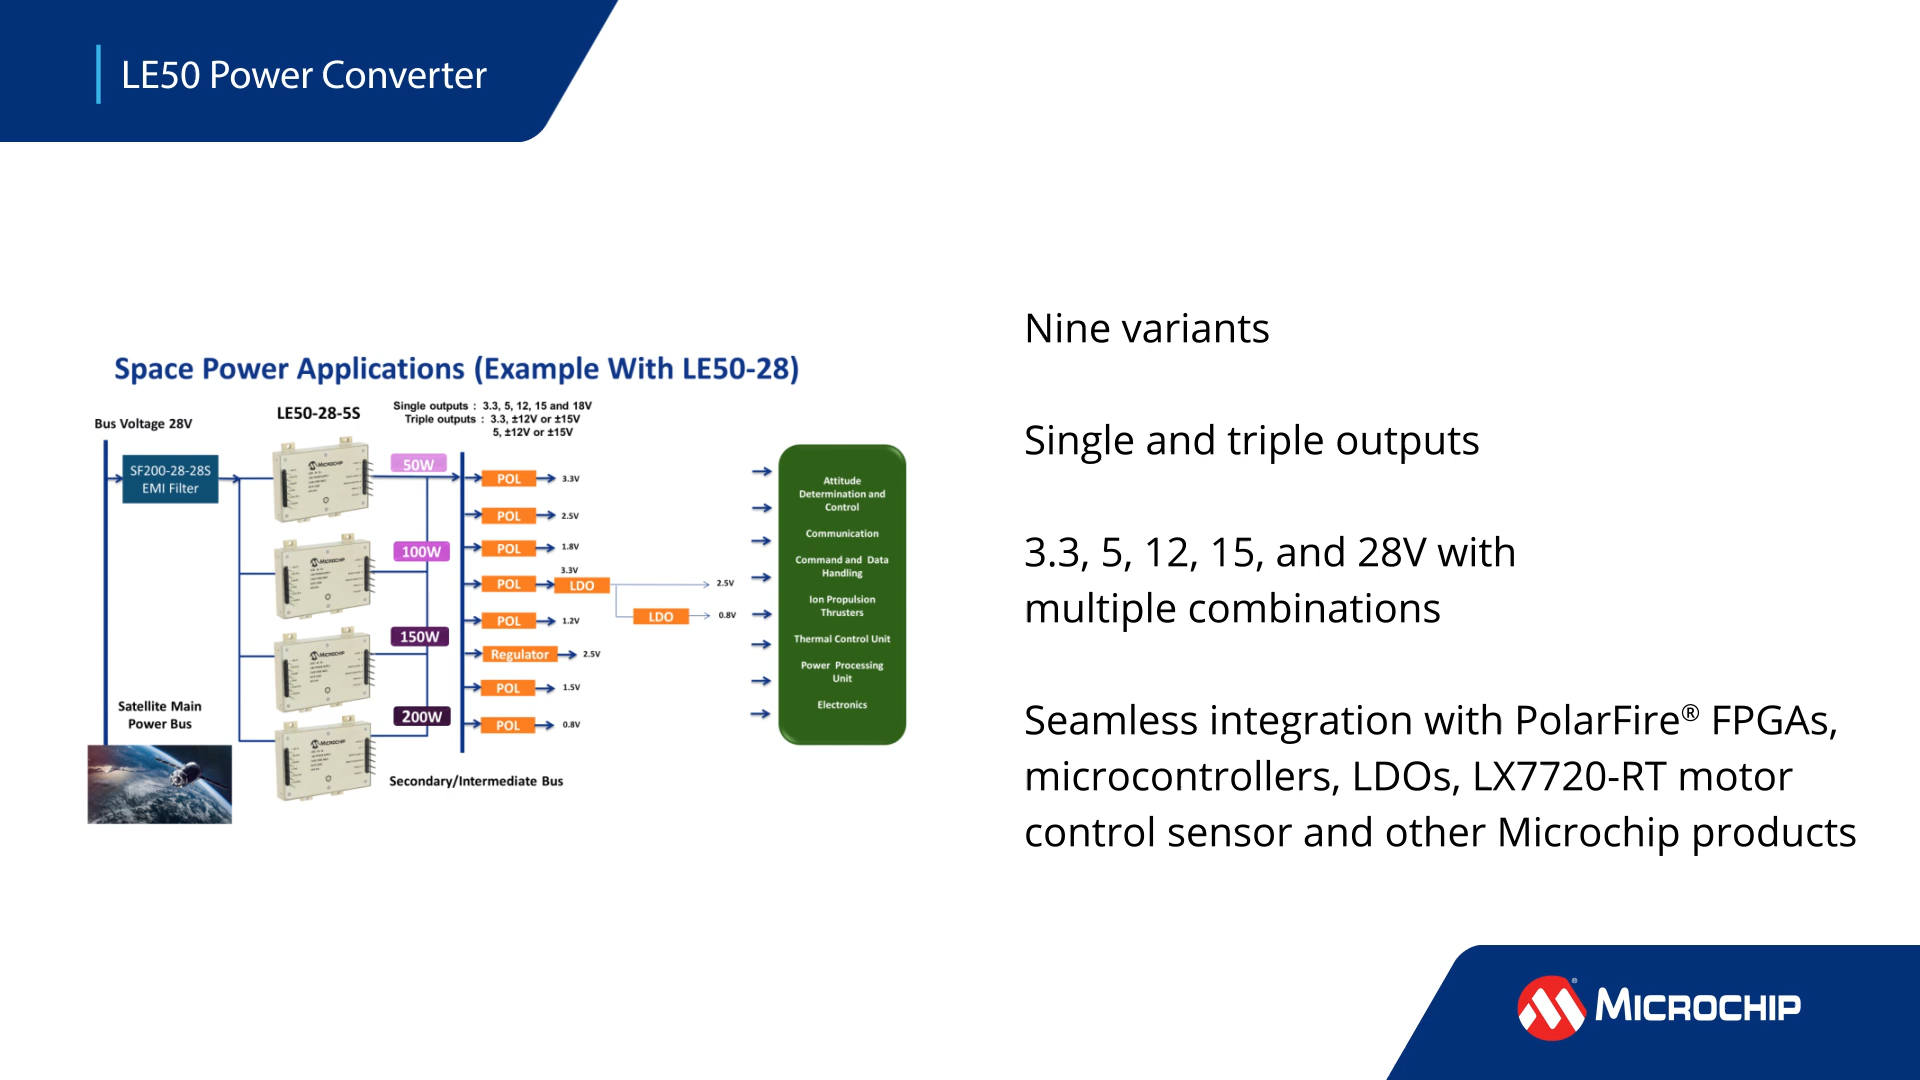 LE50 Power Converter
Space Power Applications (Example With LE50-28)
Bus Voltage 28V
LE50-28-5S
Single outputs : 3.3, 5, 12, 15 and 18V
Triple outputs : 3.3, ±12V or ±15V
5, ±12V or ±15V
SF200-28-28S
EMI Filter
MICROCHIP
MICROCHIP
MICROCHIP
MICROCHIP
50W
100W
150W
200W
POL
3.3V
POL
2.5V
POL
1.8V
POL
3.3V
LDO
2.5V
LDO
0.8V
POL
1.2V
Regulator
2.5V
POL
1.5V
POL
0.8V
Attitude
Determination and
Control
Communication
Command and Data
Handling
Ion Propulsion
Thrusters
Thermal Control Unit
Power Processing
Unit
Electronics
Satellite Main
Power Bus
Secondary/Intermediate Bus
Nine variants
Single and triple outputs
3.3, 5, 12, 15, and 28V with
multiple combinations
Seamless integration with PolarFire® FPGAs,
microcontrollers, LDOs, LX7720-RT motor
control sensor and other Microchip products
MICROCHIP